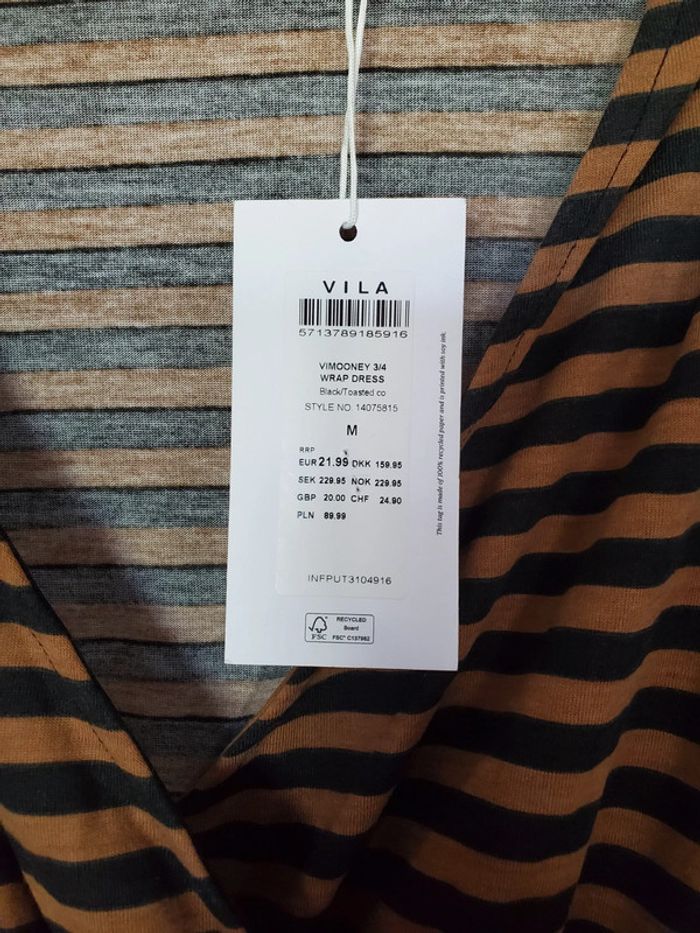 VILA
5713789185916
VIMOONEY 3/4
WRAP DRESS
Black/Toasted co
STYLE NO. 14075815
M
RRP
EUR 21.99 DKK 159.95
SEK 229.95 NOK 229.95
GBP 20.00 CHF 24.90
PLN 89.99
INFPUT3104916
This tag is made of 100% recycled paper and is printed with soy ink.
RECYCLED
Board
FSC FSC® C137982